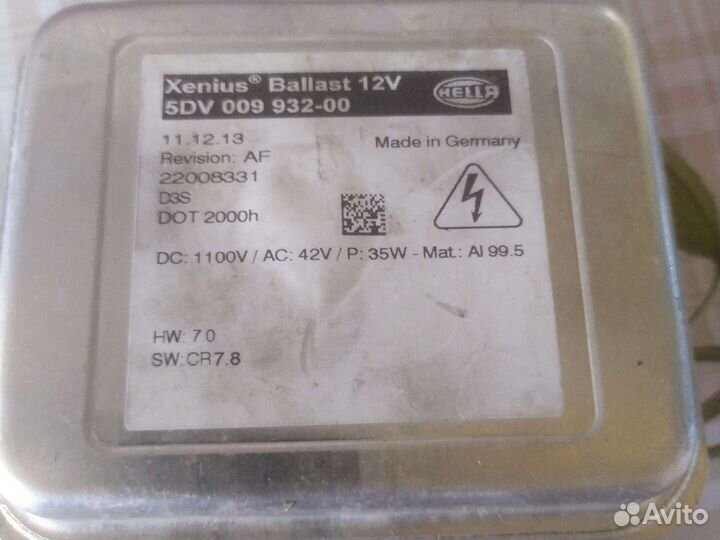 Xenius® Ballast 12V
5DV 009 932-00
HELLA
11.12.13
Made in Germany
Revision: AF
22008331
D3S
DOT 2000h
DC: 1100V / AC: 42V / P: 35W - Mat.: Al 99.5
HW: 7.0
SW:CR7.8
Avito